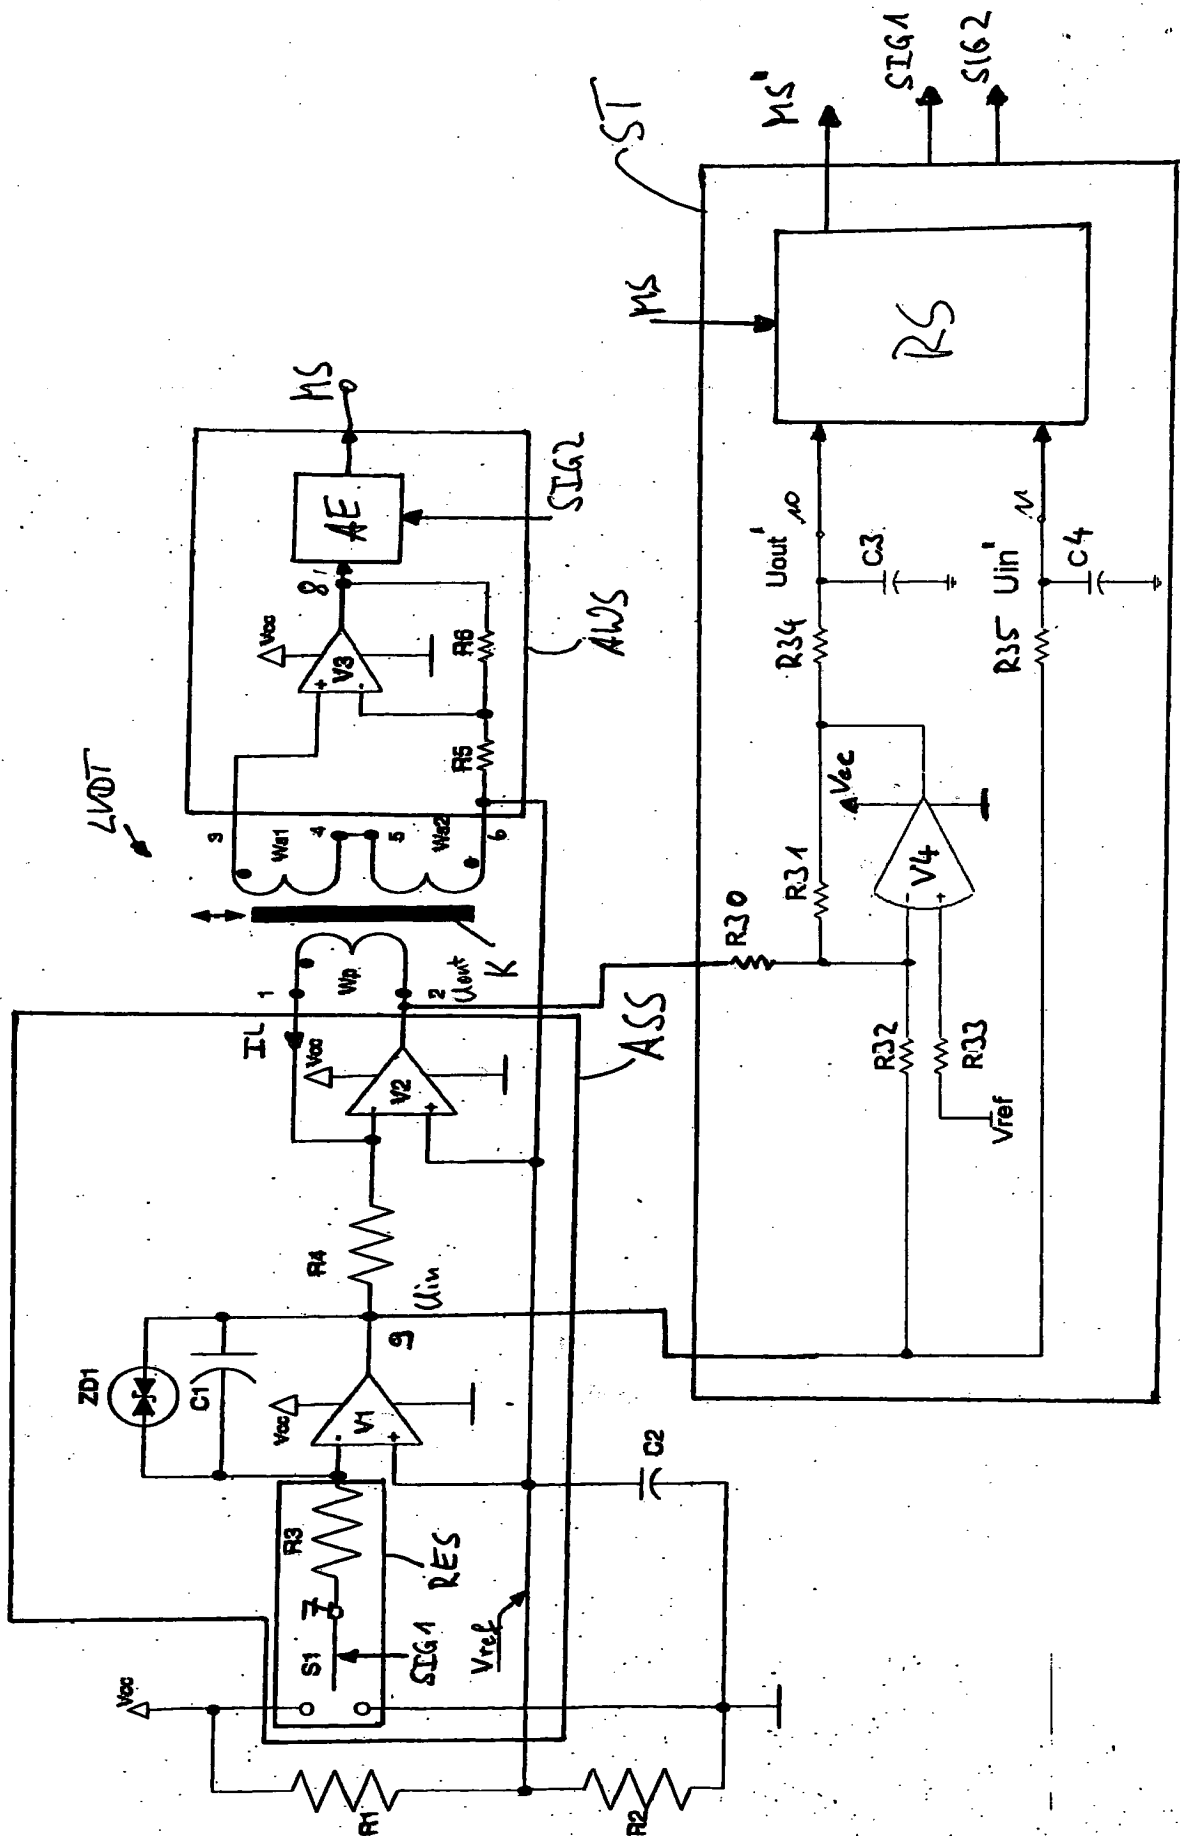 LVDT
ZD1
C1
Vcc
S1
7
R3
SIG1
RES
R1
R2
Vref
C2
Vcc
V1
-
+
9
Uin
R4
IL
Vcc
V2
-
+
ASS
1
Wp
2
Uout
K
3
Ws1
4
5
Ws2
6
Vcc
V3
+
-
R5
R6
8
AE
MS
SIG2
AWS
ST
R30
R31
R32
R33
Vref
V4
-
+
Vcc
R34
Uout'
10
C3
R35
Uin'
C4
MS
RS
MS'
SIG1
SIG2